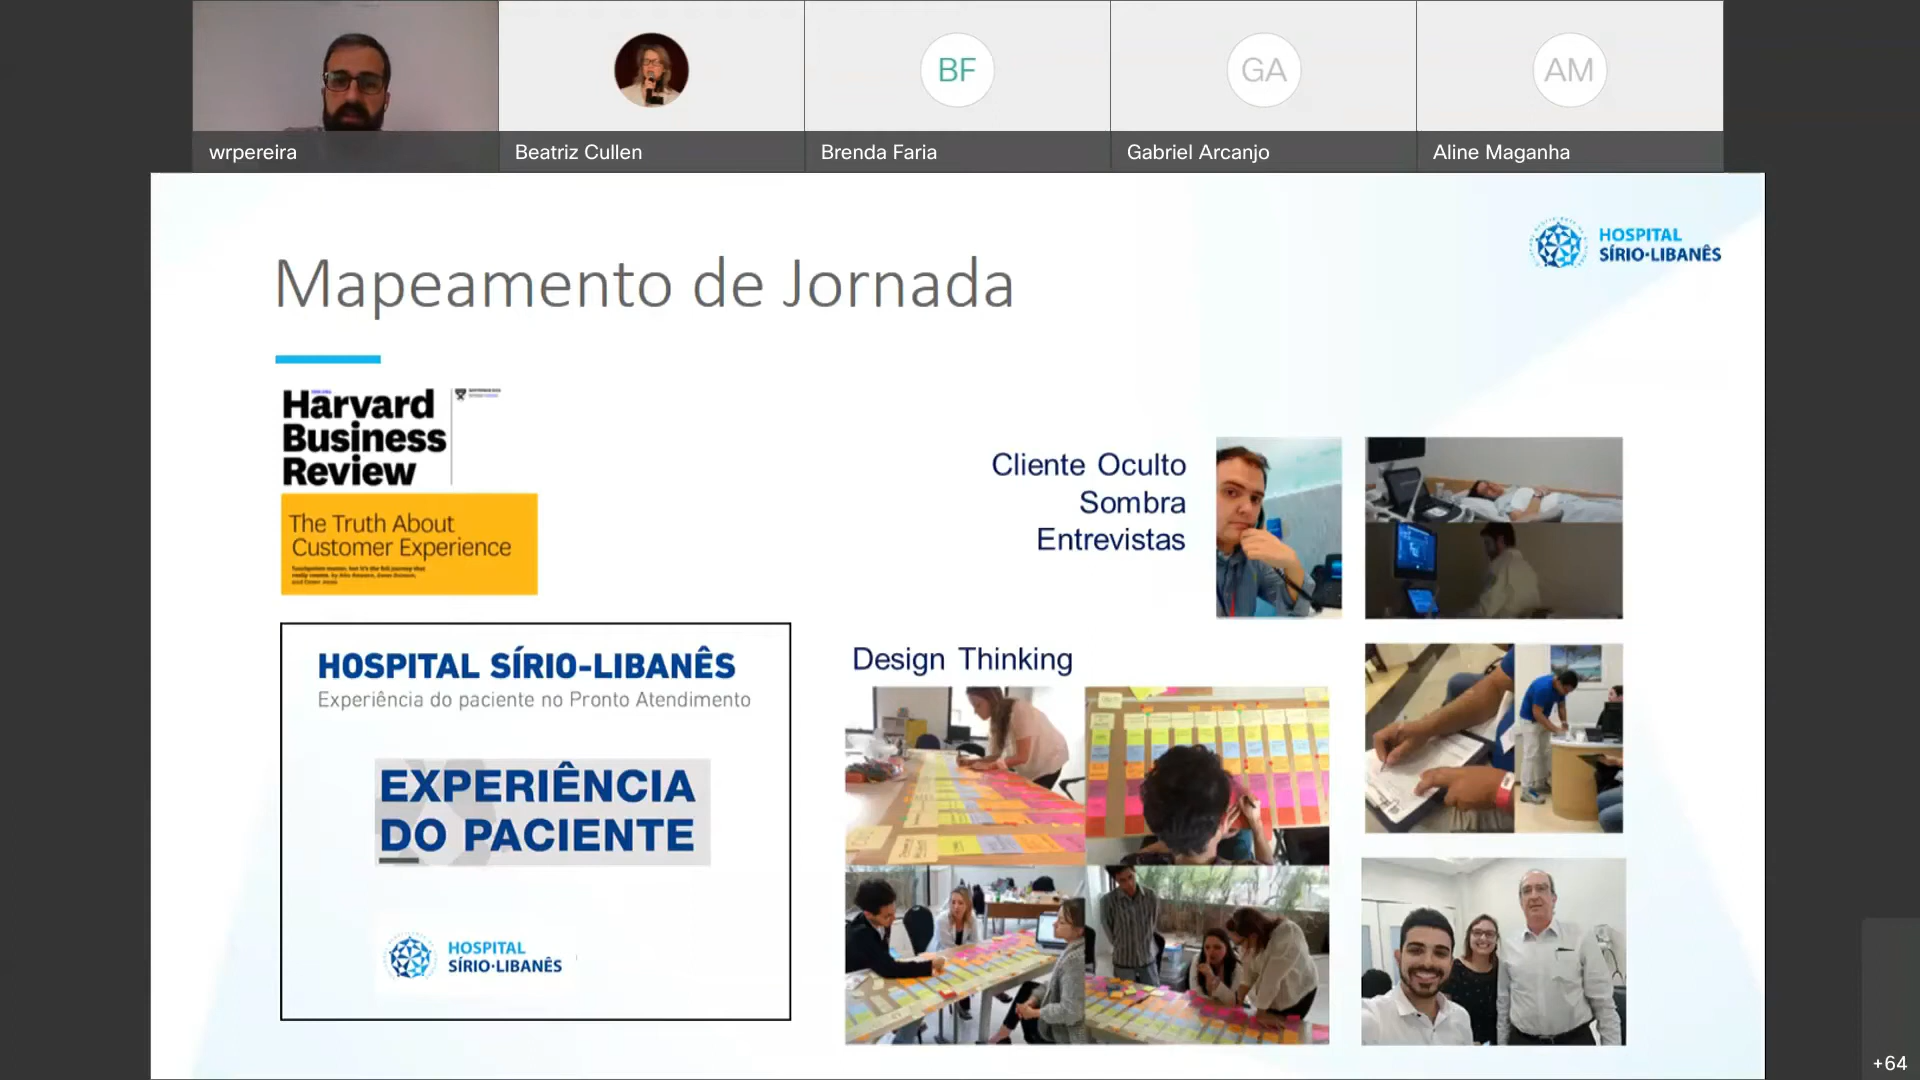 BF
GA
AM
wrpereira
Beatriz Cullen
Brenda Faria
Gabriel Arcanjo
Aline Maganha
HOSPITAL
SÍRIO·LIBANÊS
Mapeamento de Jornada
Harvard
Business
Review
The Truth About
Customer Experience
Cliente Oculto
Sombra
Entrevistas
HOSPITAL SÍRIO-LIBANÊS
Experiência do paciente no Pronto Atendimento
EXPERIÊNCIA
DO PACIENTE
HOSPITAL
SÍRIO·LIBANÊS
Design Thinking
+64